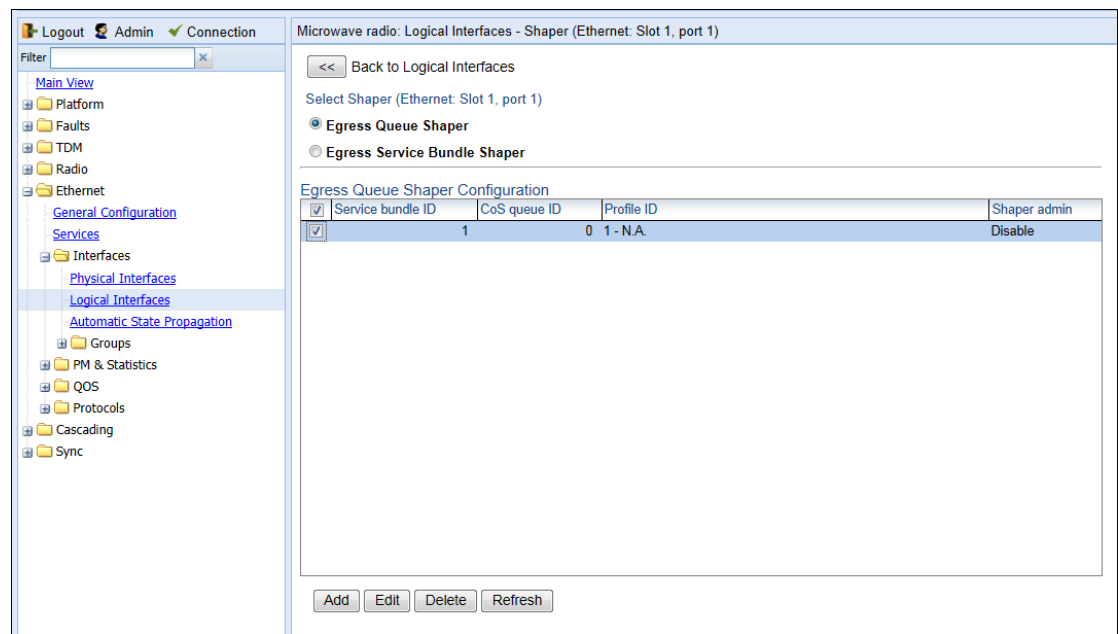 Logout Admin Connection
Filter
Main View
Platform
Faults
TDM
Radio
Ethernet
General Configuration
Services
Interfaces
Physical Interfaces
Logical Interfaces
Automatic State Propagation
Groups
PM & Statistics
QOS
Protocols
Cascading
Sync
Microwave radio: Logical Interfaces - Shaper (Ethernet: Slot 1, port 1)
<< Back to Logical Interfaces
Select Shaper (Ethernet: Slot 1, port 1)
Egress Queue Shaper
Egress Service Bundle Shaper
Egress Queue Shaper Configuration
Service bundle ID CoS queue ID Profile ID Shaper admin
1 0 1 - N.A. Disable
Add Edit Delete Refresh